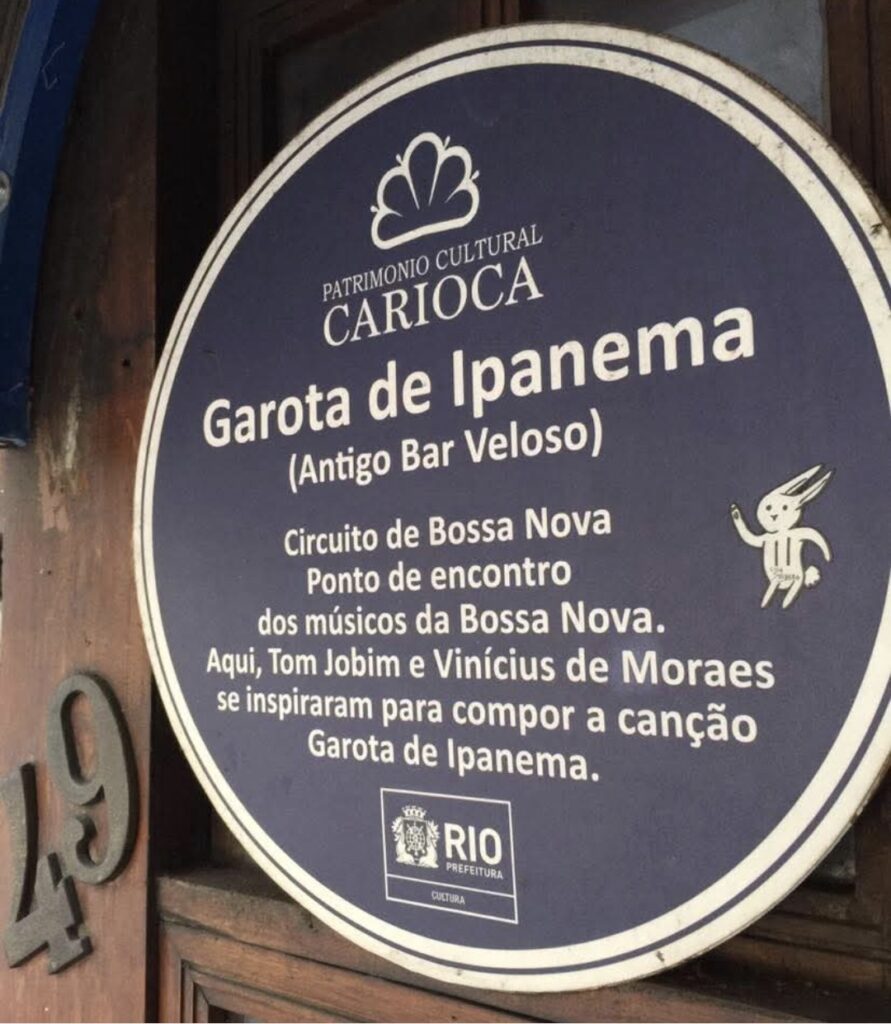 PATRIMONIO CULTURAL
CARIOCA
Garota de Ipanema
(Antigo Bar Veloso)
Circuito de Bossa Nova
Ponto de encontro
dos músicos da Bossa Nova.
Aqui, Tom Jobim e Vinícius de Moraes
se inspiraram para compor a canção
Garota de Ipanema.
RIO
PREFEITURA
CULTURA
49